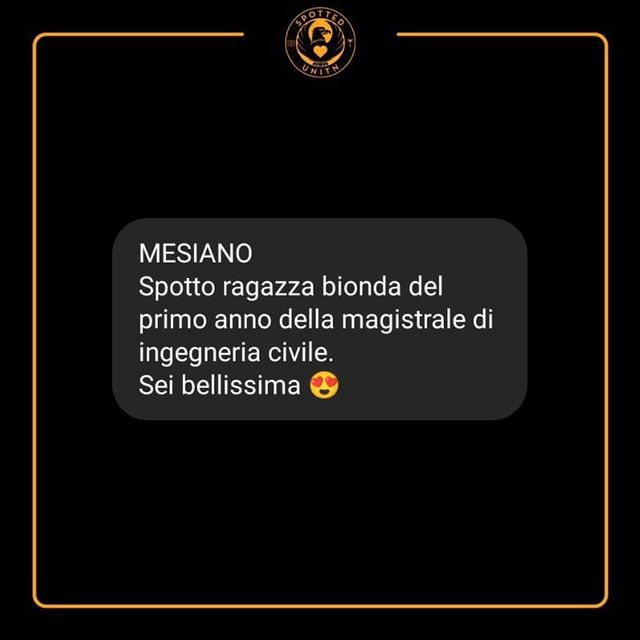 SPOTTED
UNITN
MESIANO
Spotto ragazza bionda del
primo anno della magistrale di
ingegneria civile.
Sei bellissima 😍